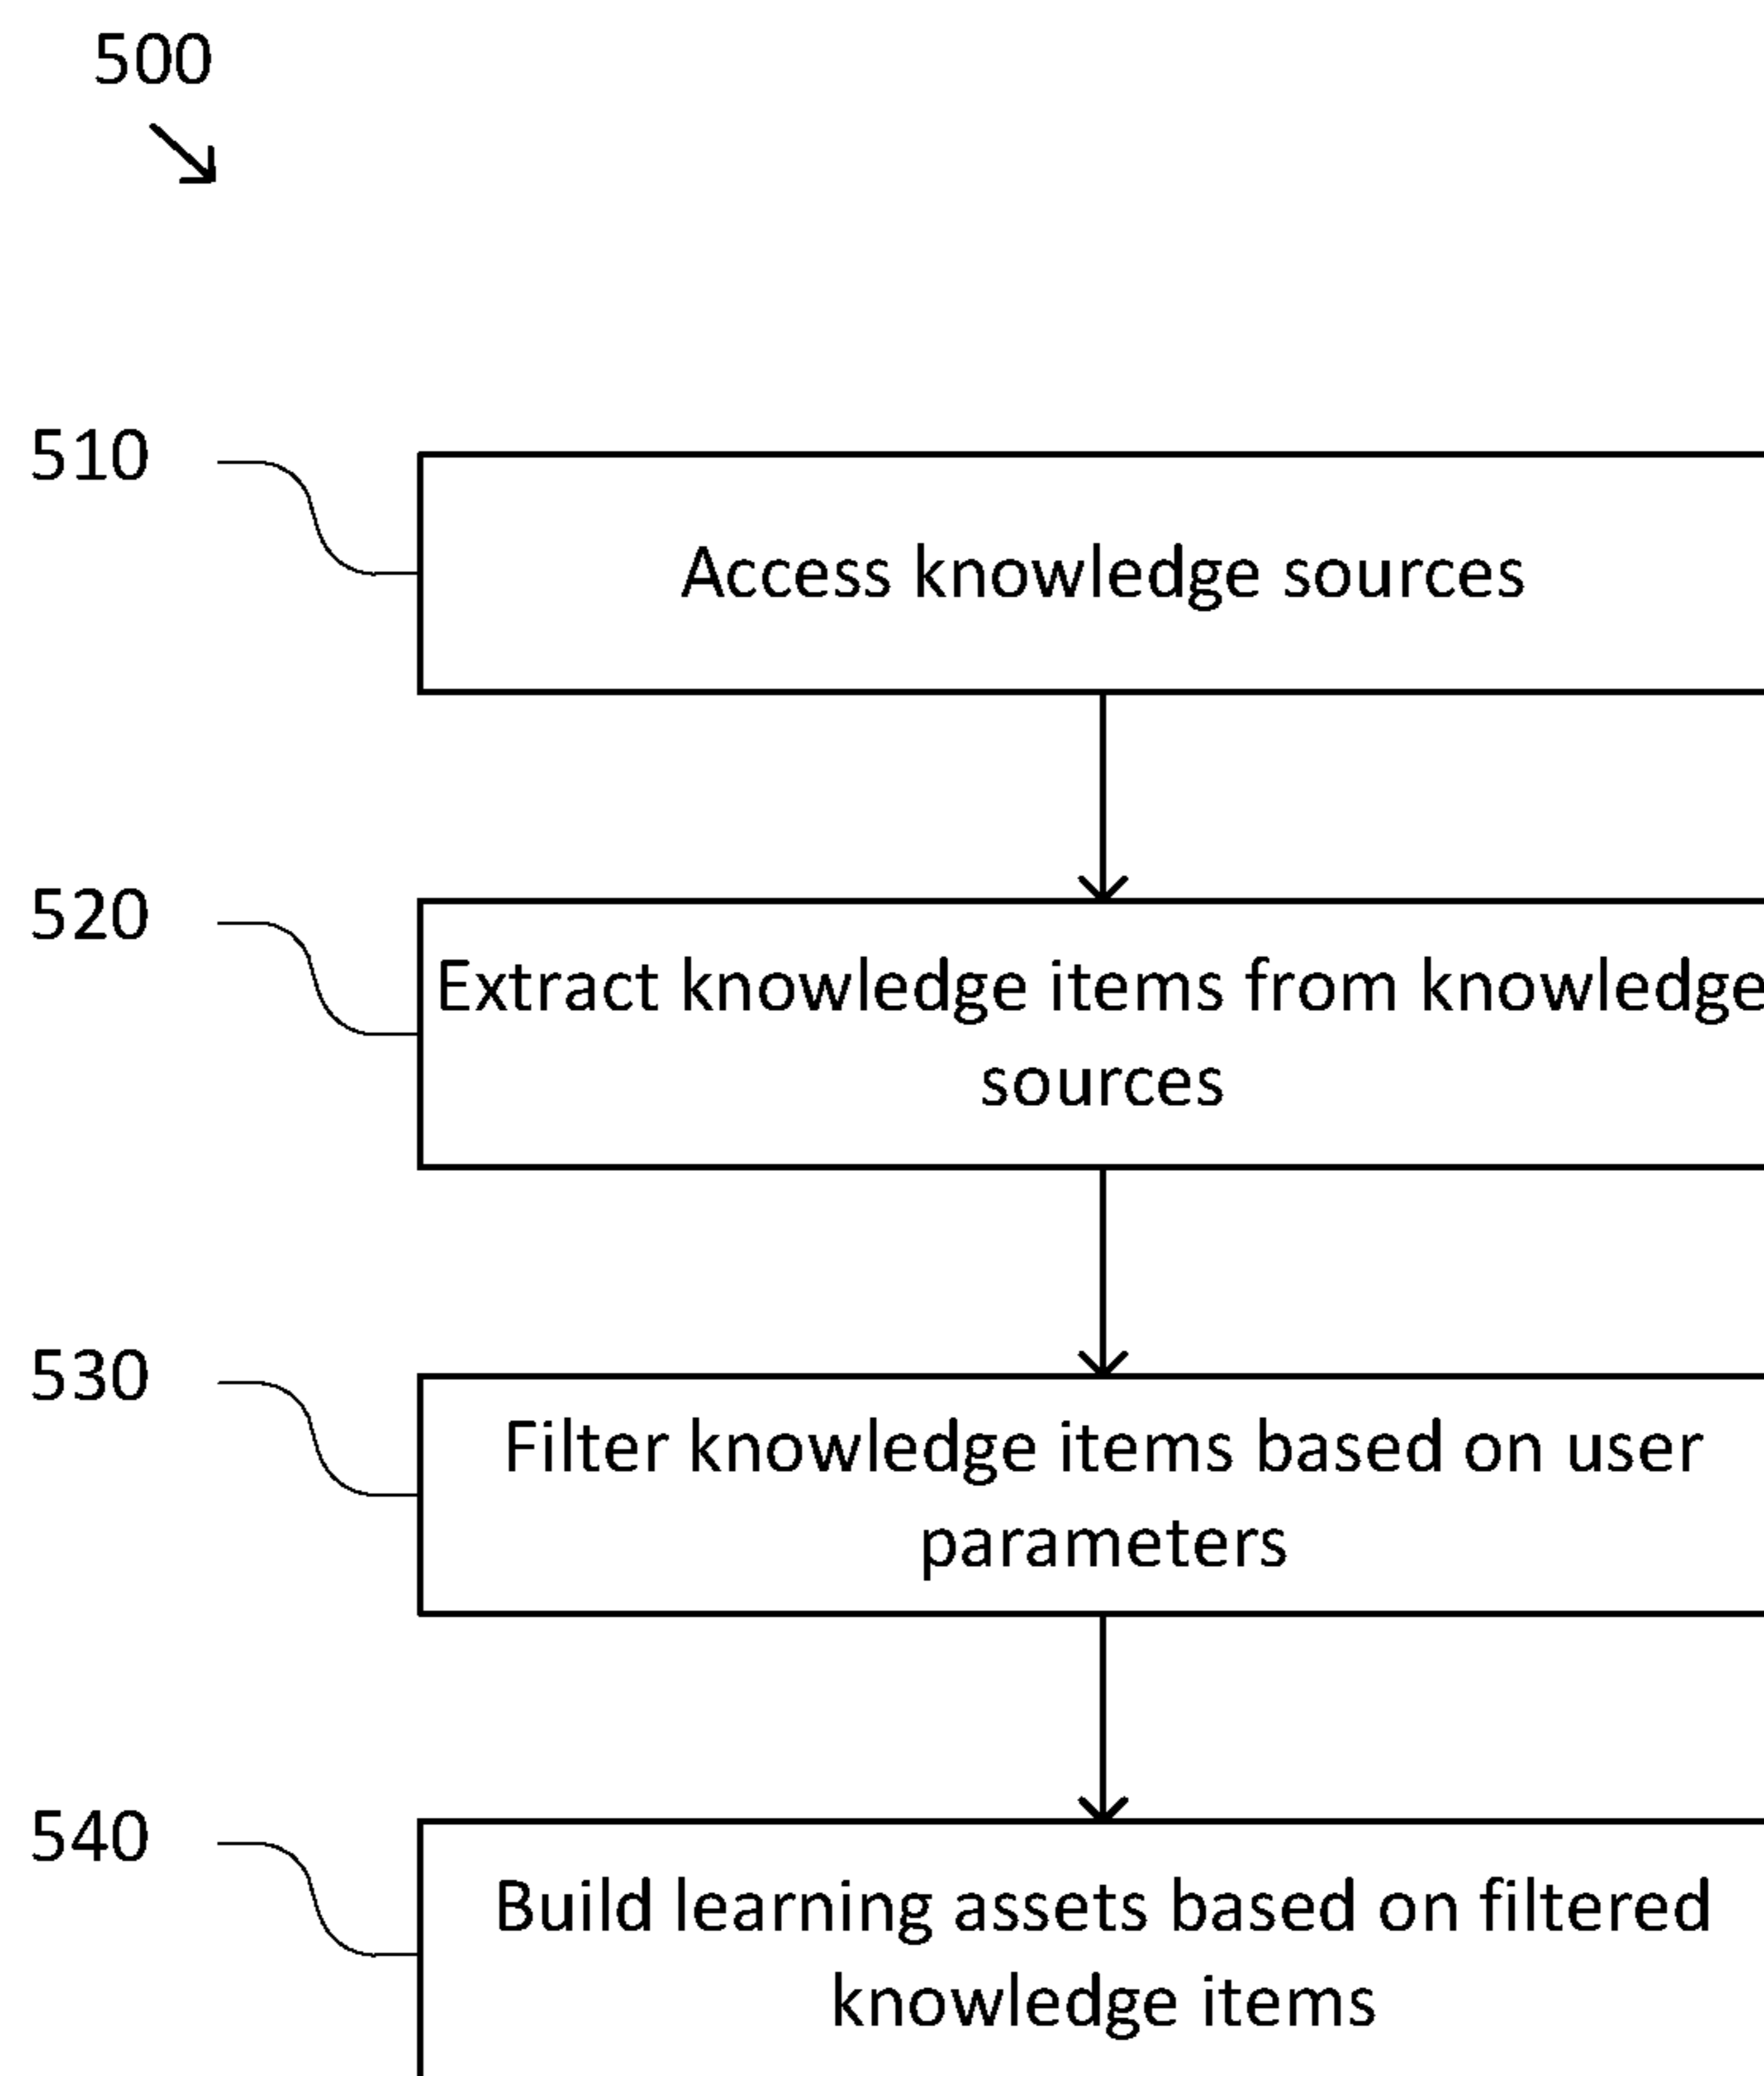 500
510
Access knowledge sources
520
Extract knowledge items from knowledge
sources
530
Filter knowledge items based on user
parameters
540
Build learning assets based on filtered
knowledge items